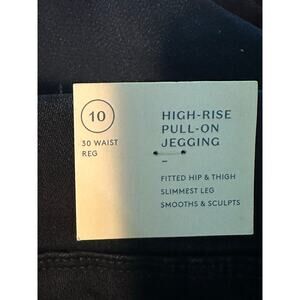 10
30 WAIST
REG
HIGH-RISE
PULL-ON
JEGGING
–
FITTED HIP & THIGH
SLIMMEST LEG
SMOOTHS & SCULPTS